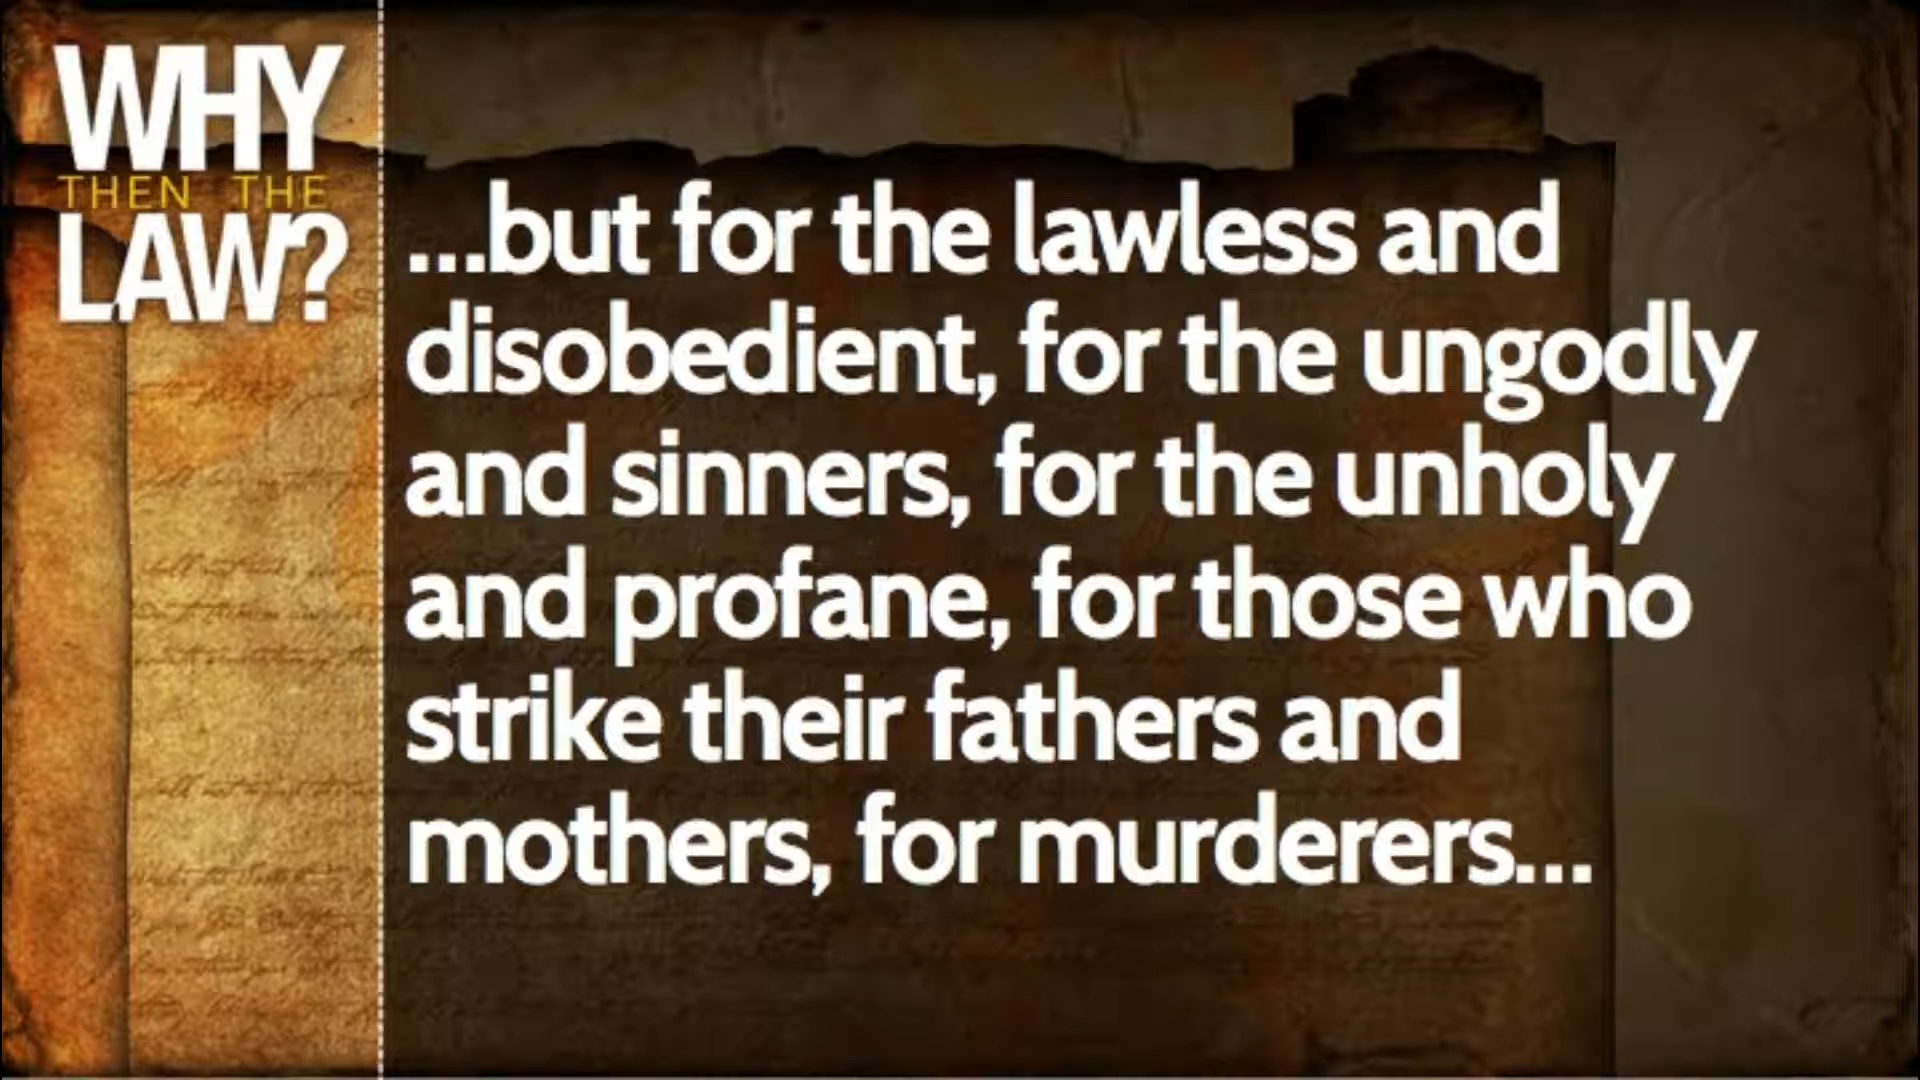 WHY
THEN THE
LAW?
...but for the lawless and
disobedient, for the ungodly
and sinners, for the unholy
and profane, for those who
strike their fathers and
mothers, for murderers...